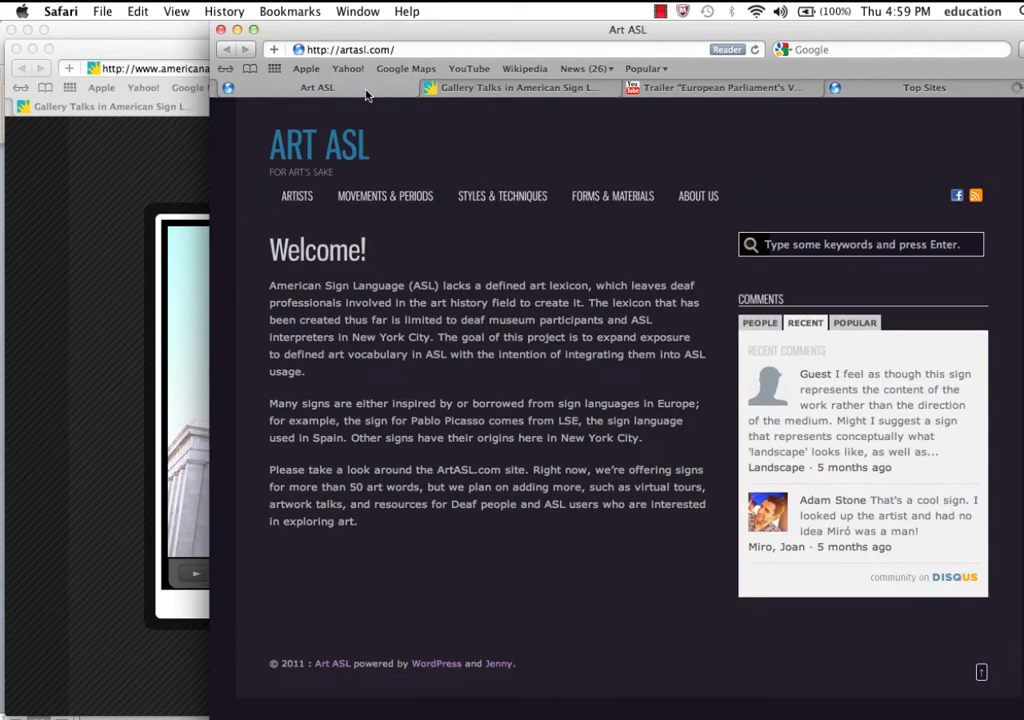 Safari File Edit View History Bookmarks Window Help (100%) Thu 4:59 PM education
Art ASL
http://www.americana
Apple Yahoo! Google
Gallery Talks in American Sign L...
http://artasl.com/ Reader Google
Apple Yahoo! Google Maps YouTube Wikipedia News (26) Popular
Art ASL Gallery Talks in American Sign L... Trailer "European Parliament's V... Top Sites
ART ASL
FOR ART'S SAKE
ARTISTS MOVEMENTS & PERIODS STYLES & TECHNIQUES FORMS & MATERIALS ABOUT US
Welcome!
American Sign Language (ASL) lacks a defined art lexicon, which leaves deaf
professionals involved in the art history field to create it. The lexicon that has
been created thus far is limited to deaf museum participants and ASL
interpreters in New York City. The goal of this project is to expand exposure
to defined art vocabulary in ASL with the intention of integrating them into ASL
usage.
Many signs are either inspired by or borrowed from sign languages in Europe;
for example, the sign for Pablo Picasso comes from LSE, the sign language
used in Spain. Other signs have their origins here in New York City.
Please take a look around the ArtASL.com site. Right now, we're offering signs
for more than 50 art words, but we plan on adding more, such as virtual tours,
artwork talks, and resources for Deaf people and ASL users who are interested
in exploring art.
Type some keywords and press Enter.
COMMENTS
PEOPLE RECENT POPULAR
RECENT COMMENTS
Guest I feel as though this sign
represents the content of the
work rather than the direction
of the medium. Might I suggest a sign
that represents conceptually what
'landscape' looks like, as well as...
Landscape · 5 months ago
Adam Stone That's a cool sign. I
looked up the artist and had no
idea Miró was a man!
Miro, Joan · 5 months ago
community on DISQUS
© 2011 : Art ASL powered by WordPress and Jenny.